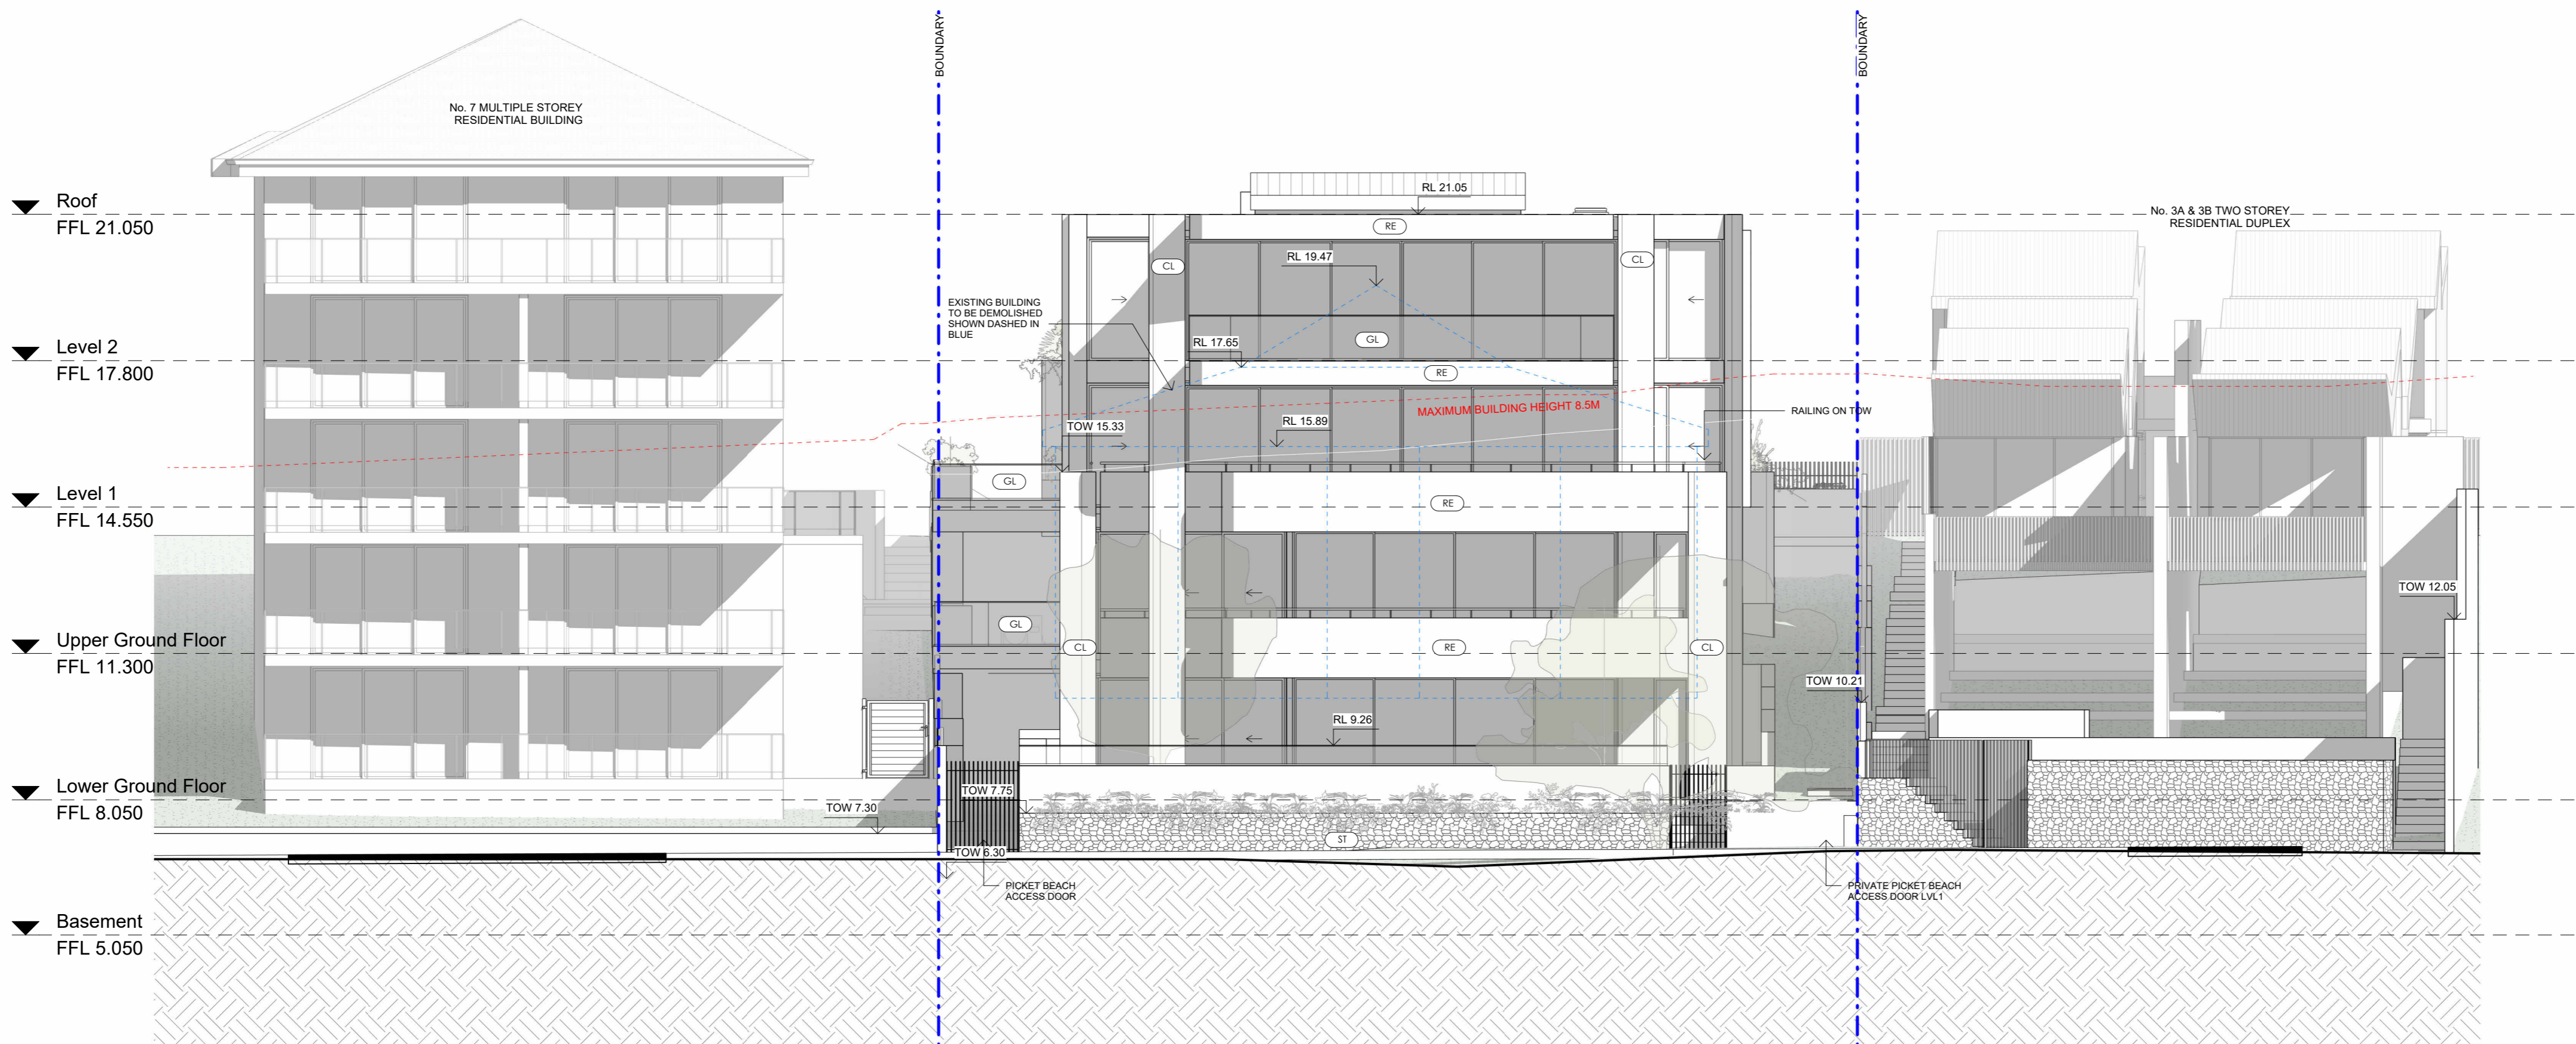 BOUNDARY
BOUNDARY
No. 7 MULTIPLE STOREY
RESIDENTIAL BUILDING
Roof
FFL 21.050
RL 21.05
No. 3A & 3B TWO STOREY
RESIDENTIAL DUPLEX
RE
RL 19.47
CL
CL
EXISTING BUILDING
TO BE DEMOLISHED
SHOWN DASHED IN
BLUE
Level 2
FFL 17.800
RL 17.65
GL
RE
MAXIMUM BUILDING HEIGHT 8.5M
RAILING ON TOW
TOW 15.33
RL 15.89
Level 1
FFL 14.550
GL
RE
TOW 12.05
Upper Ground Floor
FFL 11.300
GL
CL
RE
CL
TOW 10.21
RL 9.26
Lower Ground Floor
FFL 8.050
TOW 7.30
TOW 7.75
ST
TOW 6.30
PICKET BEACH
ACCESS DOOR
PRIVATE PICKET BEACH
ACCESS DOOR LVL1
Basement
FFL 5.050